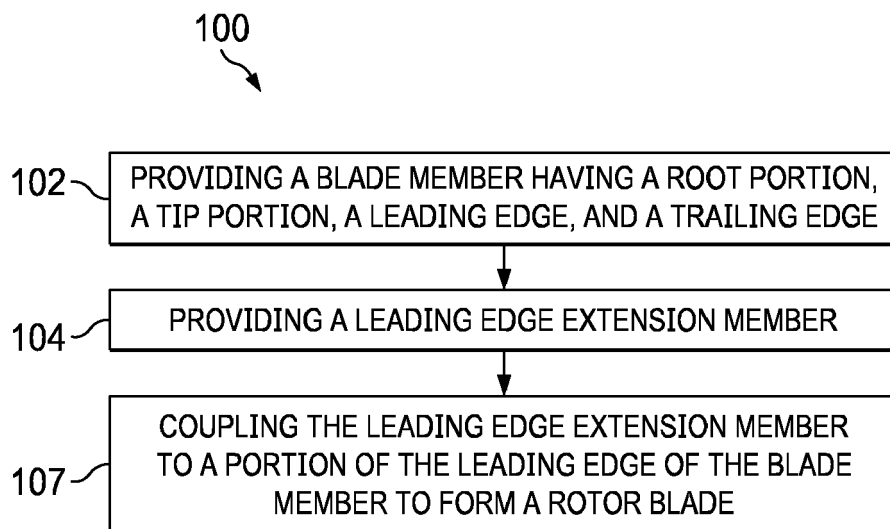 100
102
PROVIDING A BLADE MEMBER HAVING A ROOT PORTION,
A TIP PORTION, A LEADING EDGE, AND A TRAILING EDGE
104
PROVIDING A LEADING EDGE EXTENSION MEMBER
107
COUPLING THE LEADING EDGE EXTENSION MEMBER
TO A PORTION OF THE LEADING EDGE OF THE BLADE
MEMBER TO FORM A ROTOR BLADE